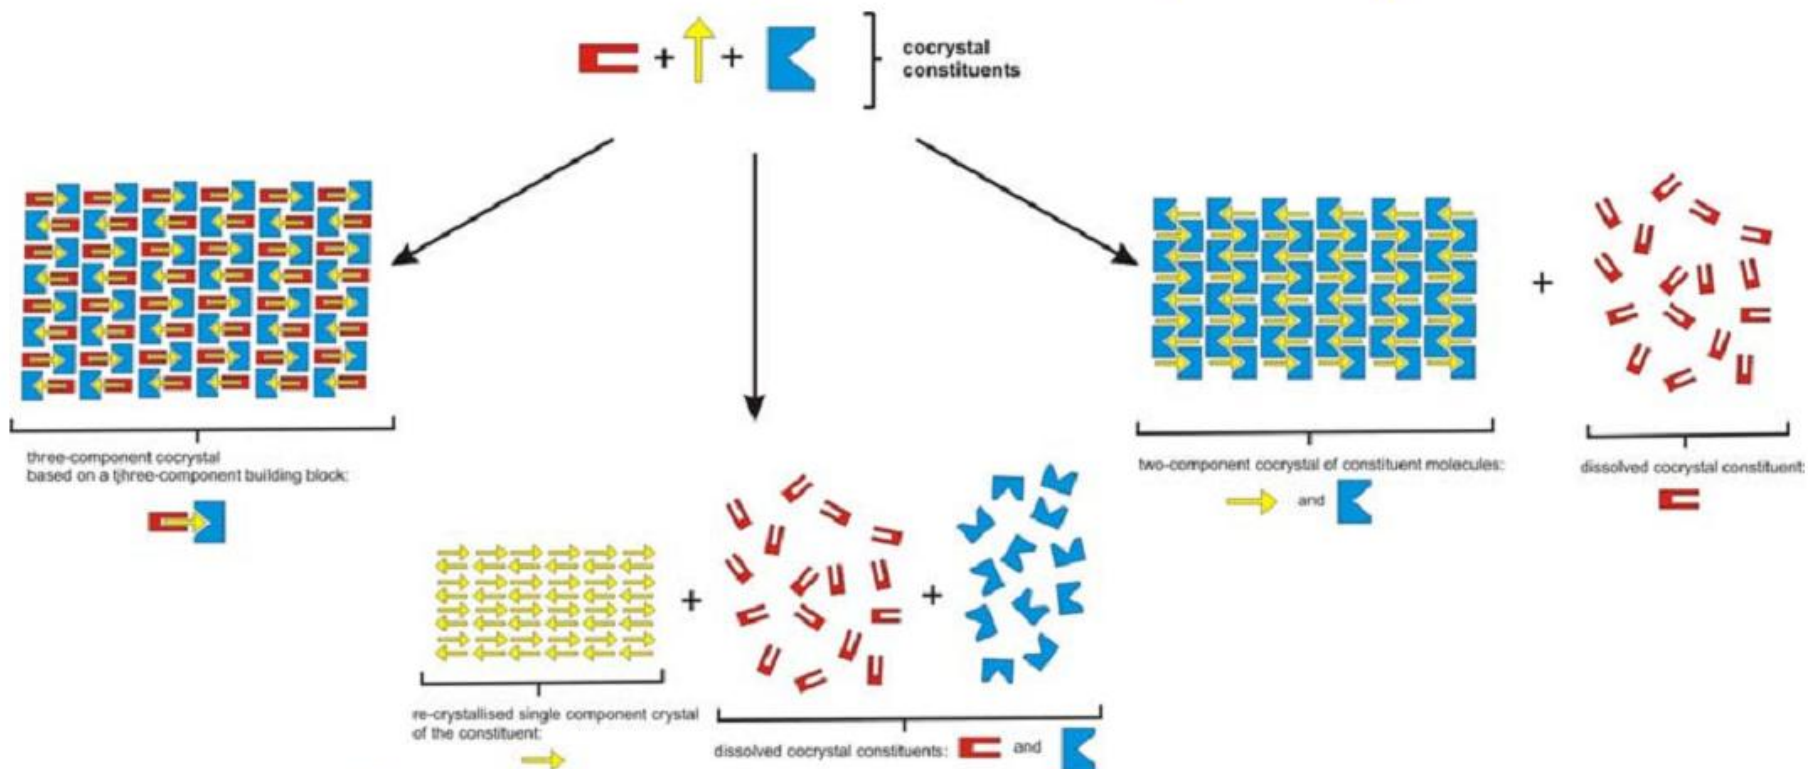 cocrystal
constituents
three-component cocrystal
based on a tjhree-component building block:
two-component cocrystal of constituent molecules:
and
dissolved cocrystal constituent:
re-crystallised single component crystal
of the constituent:
dissolved cocrystal constituents:
and